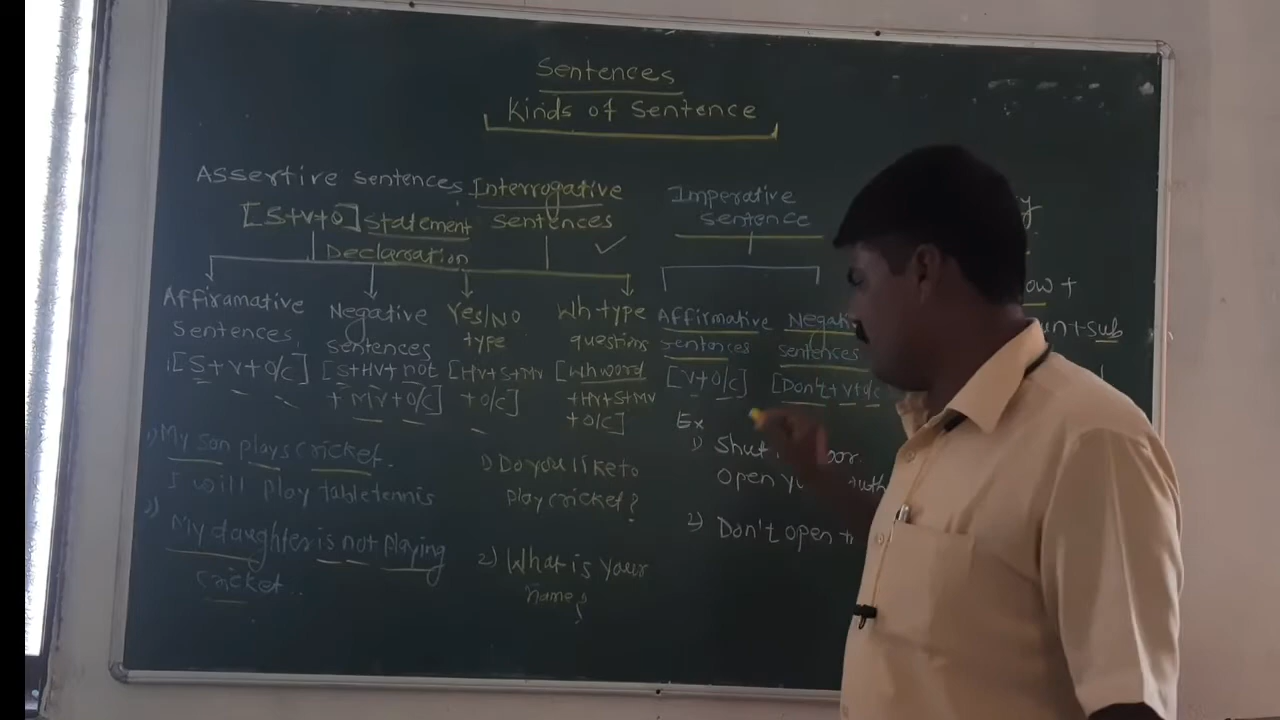 Sentences
Kinds of Sentence
Assertive sentences
[S+V+O] Statement
Declarration
Affiramative
Sentences
[S+V+O/C]
Negative
sentences
[S+HV+not
+MV+O/C]
1) My son plays cricket.
I will play tabletennis
2) My daughter is not playing
cricket.
Interrogative
sentences
Yes/NO
type
[HV+S+MV
+O/C]
Wh type
questions
[Wh word
+HV+S+MV
+O/C]
1) Do you like to
play cricket?
2) What is your
name?
Imperative
sentence
Affirmative
sentences
[V+O/C]
sentences
[Don't+V+O/C
Ex
1) Shut
Open
2) Don't open
+
+sub